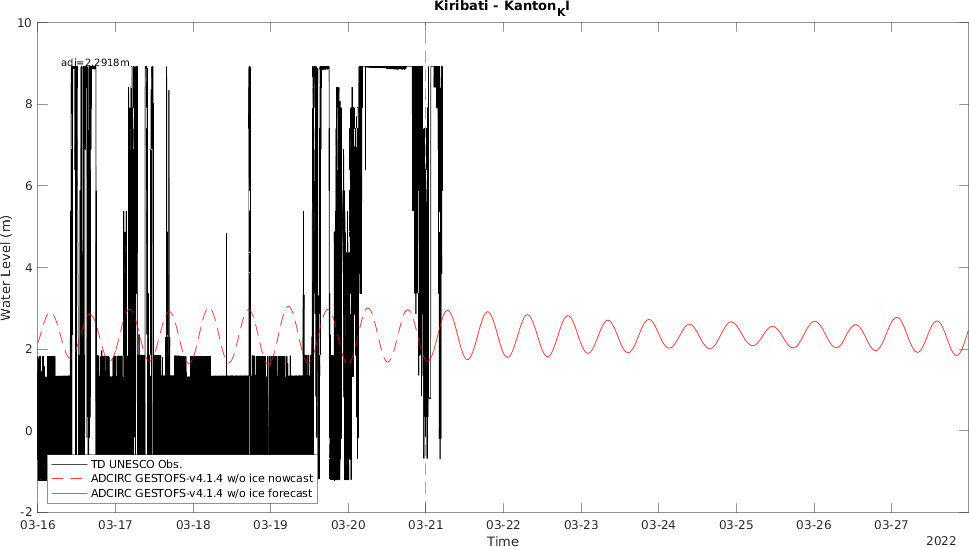 Kiribati - Kanton_KI
adj=2.2918m
10
8
6
4
2
0
-2
Water Level (m)
TD UNESCO Obs.
ADCIRC GESTOFS-v4.1.4 w/o ice nowcast
ADCIRC GESTOFS-v4.1.4 w/o ice forecast
03-16 03-17 03-18 03-19 03-20 03-21 03-22 03-23 03-24 03-25 03-26 03-27
Time
2022